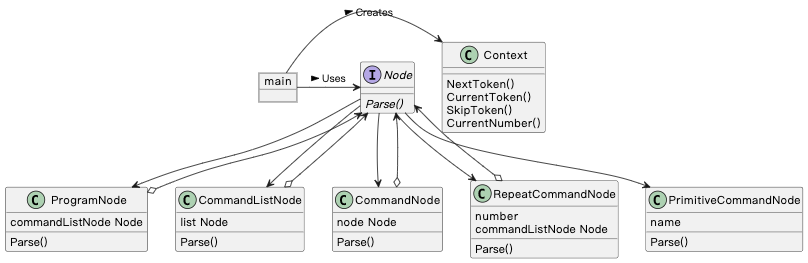 Creates
C Context
NextToken()
CurrentToken()
SkipToken()
CurrentNumber()
main
Uses
I Node
Parse()
C ProgramNode
commandListNode Node
Parse()
C CommandListNode
list Node
Parse()
C CommandNode
node Node
Parse()
C RepeatCommandNode
number
commandListNode Node
Parse()
C PrimitiveCommandNode
name
Parse()